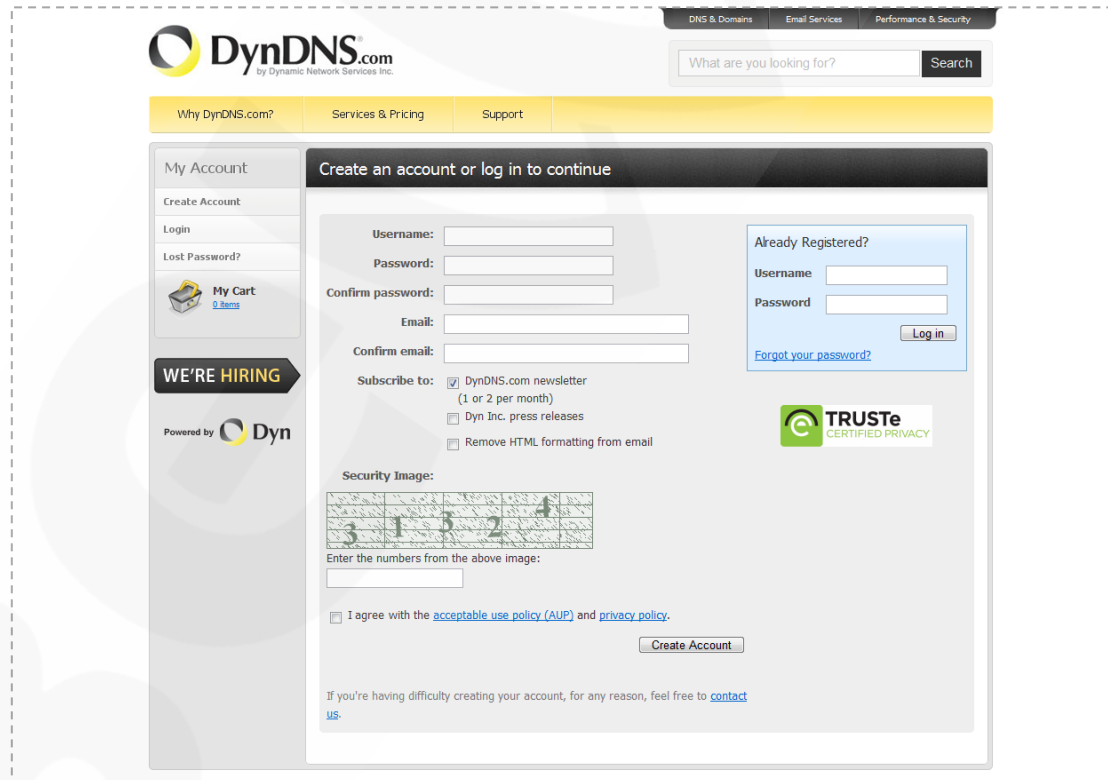 DNS & Domains
Email Services
Performance & Security
DynDNS.com
by Dynamic Network Services Inc.
What are you looking for?
Search
Why DynDNS.com?
Services & Pricing
Support
My Account
Create Account
Login
Lost Password?
My Cart
0 items
WE'RE HIRING
Powered by Dyn
Create an account or log in to continue
Username:
Password:
Confirm password:
Email:
Confirm email:
Subscribe to:
DynDNS.com newsletter
(1 or 2 per month)
Dyn Inc. press releases
Remove HTML formatting from email
Security Image:
3 1 3 2 4
Enter the numbers from the above image:
I agree with the acceptable use policy (AUP) and privacy policy.
Create Account
If you're having difficulty creating your account, for any reason, feel free to contact
us.
Already Registered?
Username
Password
Log in
Forgot your password?
TRUSTe
CERTIFIED PRIVACY